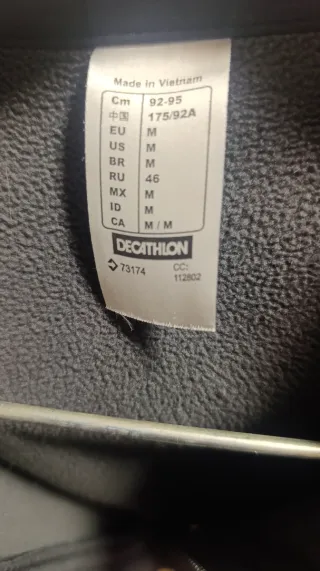 Made in Vietnam
Cm 92-95
中国 175/92A
EU M
US M
BR M
RU 46
MX M
ID M
CA M / M
DECATHLON
73174 CC:
112802